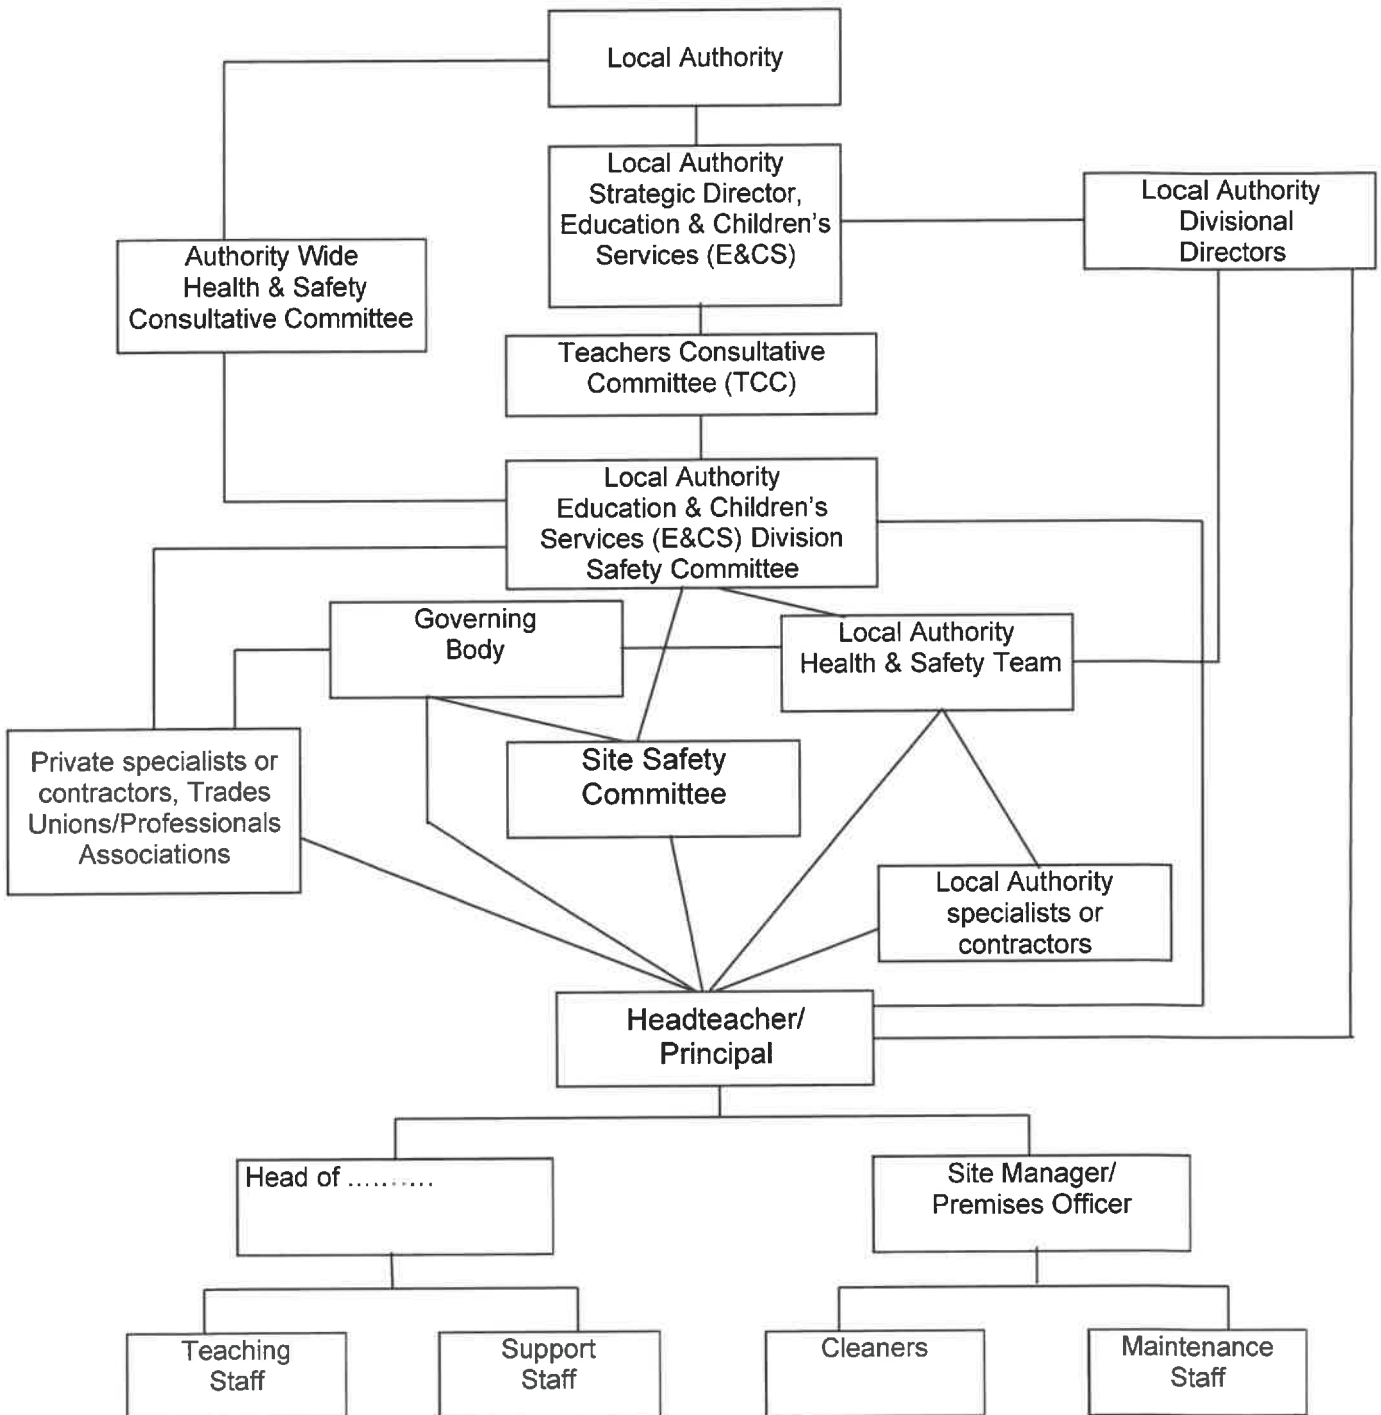 Local Authority
Local Authority
Strategic Director,
Education & Children's
Services (E&CS)
Local Authority
Divisional
Directors
Authority Wide
Health & Safety
Consultative Committee
Teachers Consultative
Committee (TCC)
Local Authority
Education & Children's
Services (E&CS) Division
Safety Committee
Governing
Body
Local Authority
Health & Safety Team
Private specialists or
contractors, Trades
Unions/Professionals
Associations
Site Safety
Committee
Local Authority
specialists or
contractors
Headteacher/
Principal
Head of ..........
Site Manager/
Premises Officer
Teaching
Staff
Support
Staff
Cleaners
Maintenance
Staff